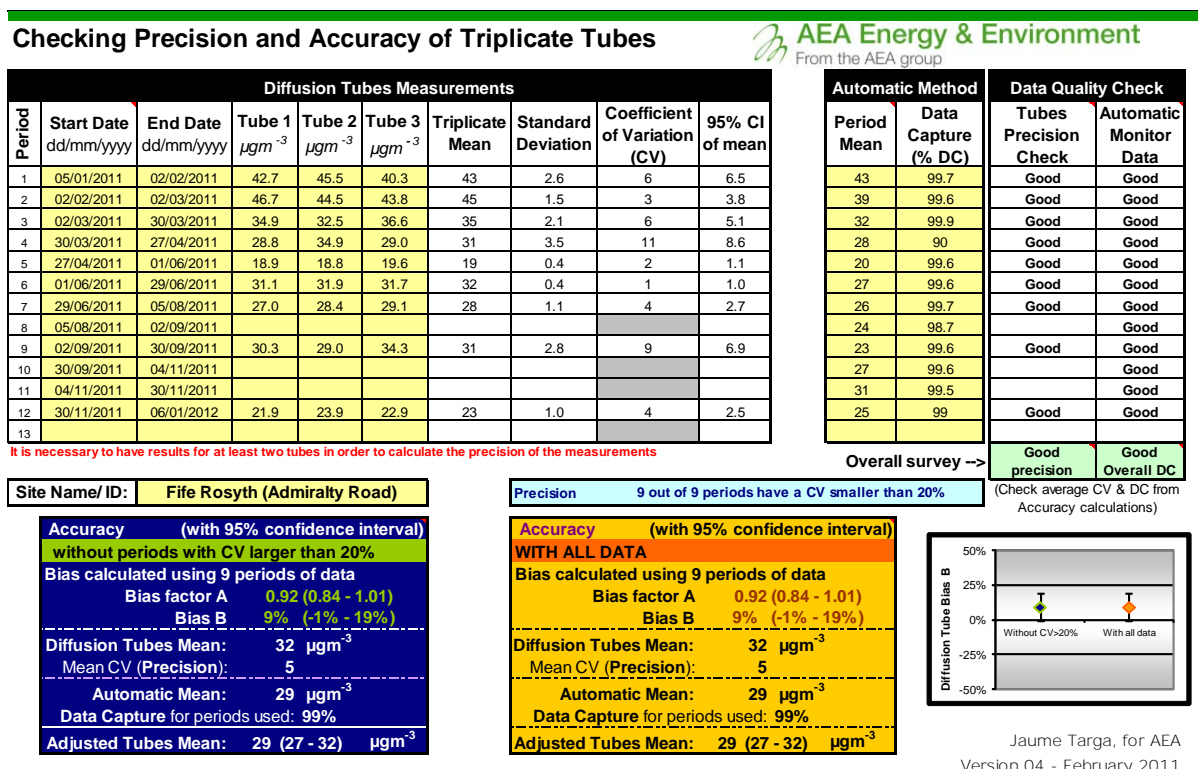 Checking Precision and Accuracy of Triplicate Tubes
AEA Energy & Environment
From the AEA group
Diffusion Tubes Measurements
Automatic Method
Data Quality Check
Period
Start Date dd/mm/yyyy
End Date dd/mm/yyyy
Tube 1 µgm-3
Tube 2 µgm-3
Tube 3 µgm-3
Triplicate Mean
Standard Deviation
Coefficient of Variation (CV)
95% CI of mean
Period Mean
Data Capture (% DC)
Tubes Precision Check
Automatic Monitor Data
1 05/01/2011 02/02/2011 42.7 45.5 40.3 43 2.6 6 6.5 43 99.7 Good Good
2 02/02/2011 02/03/2011 46.7 44.5 43.8 45 1.5 3 3.8 39 99.6 Good Good
3 02/03/2011 30/03/2011 34.9 32.5 36.6 35 2.1 6 5.1 32 99.9 Good Good
4 30/03/2011 27/04/2011 28.8 34.9 29.0 31 3.5 11 8.6 28 90 Good Good
5 27/04/2011 01/06/2011 18.9 18.8 19.6 19 0.4 2 1.1 20 99.6 Good Good
6 01/06/2011 29/06/2011 31.1 31.9 31.7 32 0.4 1 1.0 27 99.6 Good Good
7 29/06/2011 05/08/2011 27.0 28.4 29.1 28 1.1 4 2.7 26 99.7 Good Good
8 05/08/2011 02/09/2011 24 98.7 Good
9 02/09/2011 30/09/2011 30.3 29.0 34.3 31 2.8 9 6.9 23 99.6 Good Good
10 30/09/2011 04/11/2011 27 99.6 Good
11 04/11/2011 30/11/2011 31 99.5 Good
12 30/11/2011 06/01/2012 21.9 23.9 22.9 23 1.0 4 2.5 25 99 Good Good
13
It is necessary to have results for at least two tubes in order to calculate the precision of the measurements
Overall survey -->
Good precision
Good Overall DC
Site Name/ ID: Fife Rosyth (Admiralty Road)
Precision 9 out of 9 periods have a CV smaller than 20%
(Check average CV & DC from
Accuracy calculations)
Accuracy (with 95% confidence interval)
without periods with CV larger than 20%
Bias calculated using 9 periods of data
Bias factor A 0.92 (0.84 - 1.01)
Bias B 9% (-1% - 19%)
Diffusion Tubes Mean: 32 µgm-3
Mean CV (Precision): 5
Automatic Mean: 29 µgm-3
Data Capture for periods used: 99%
Adjusted Tubes Mean: 29 (27 - 32) µgm-3
Accuracy (with 95% confidence interval)
WITH ALL DATA
Bias calculated using 9 periods of data
Bias factor A 0.92 (0.84 - 1.01)
Bias B 9% (-1% - 19%)
Diffusion Tubes Mean: 32 µgm-3
Mean CV (Precision): 5
Automatic Mean: 29 µgm-3
Data Capture for periods used: 99%
Adjusted Tubes Mean: 29 (27 - 32) µgm-3
Diffusion Tube Bias B
50%
25%
0%
-25%
-50%
Without CV>20%
With all data
Jaume Targa, for AEA
Version 04 - February 2011